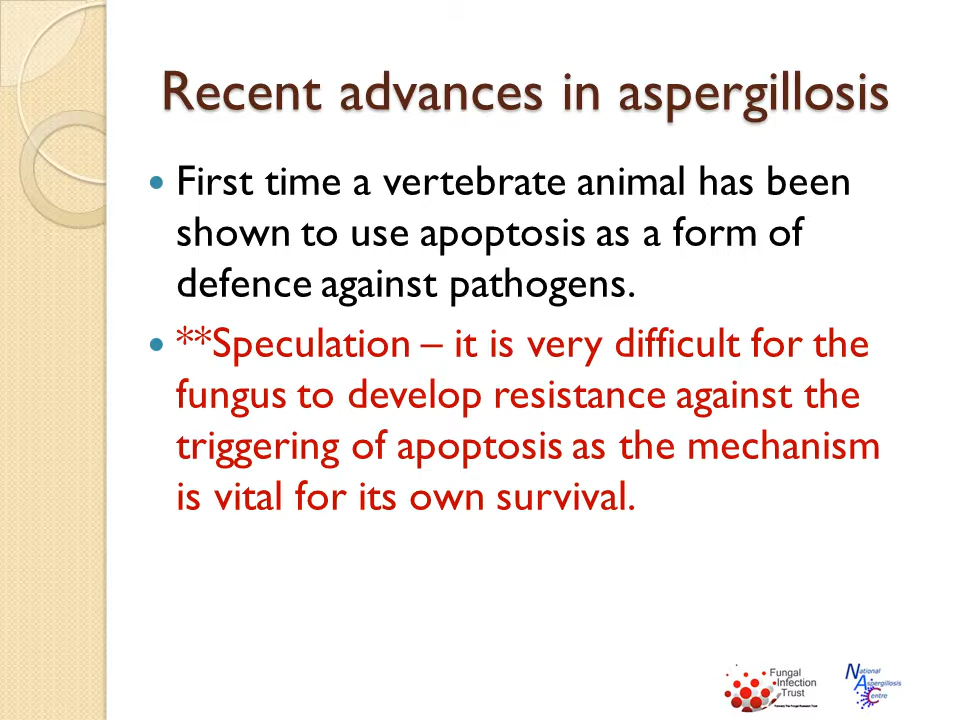 Recent advances in aspergillosis
First time a vertebrate animal has been
shown to use apoptosis as a form of
defence against pathogens.
**Speculation – it is very difficult for the
fungus to develop resistance against the
triggering of apoptosis as the mechanism
is vital for its own survival.
Fungal
Infection
Trust
National
Aspergillosis
Centre